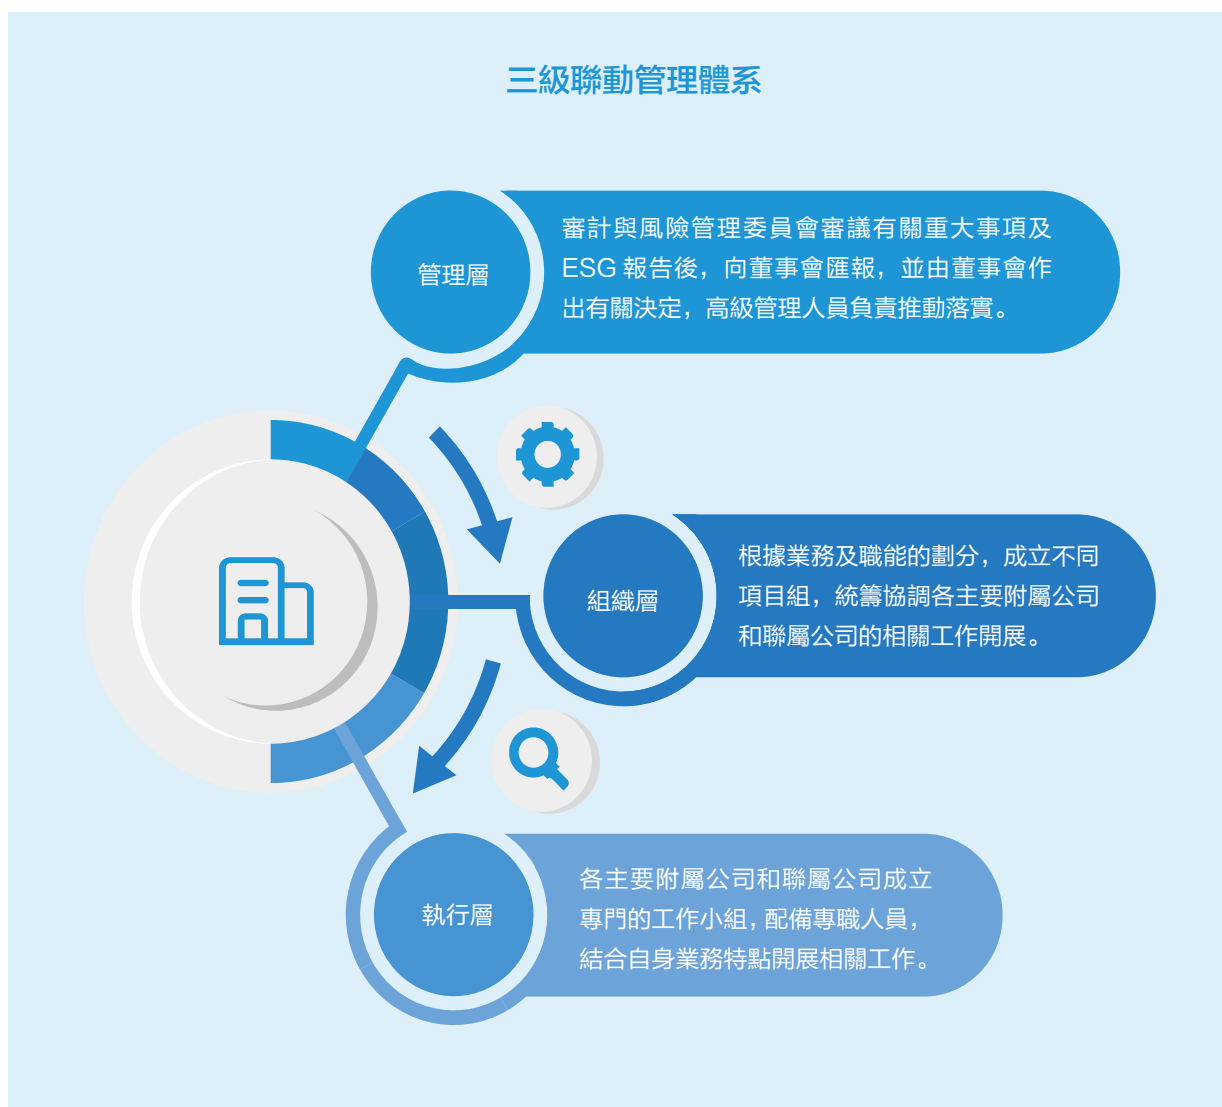 三級聯動管理體系
管理層
審計與風險管理委員會審議有關重大事項及
ESG 報告後，向董事會匯報，並由董事會作
出有關決定，高級管理人員負責推動落實。
組織層
根據業務及職能的劃分，成立不同
項目組，統籌協調各主要附屬公司
和聯屬公司的相關工作開展。
執行層
各主要附屬公司和聯屬公司成立
專門的工作小組，配備專職人員，
結合自身業務特點開展相關工作。